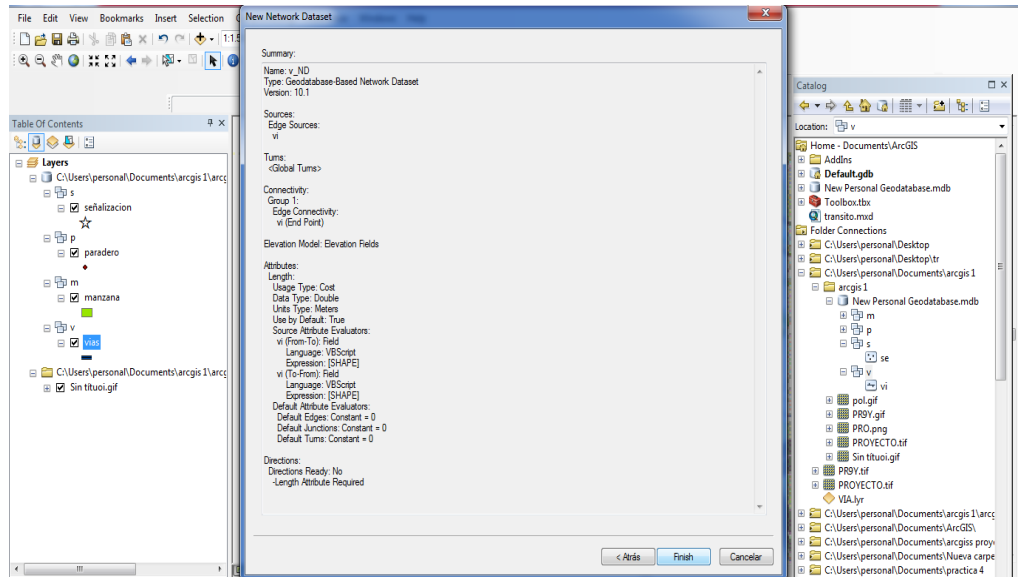 File Edit View Bookmarks Insert Selection
New Network Dataset
1:1.5
Summary:
Name: v_ND
Type: Geodatabase-Based Network Dataset
Version: 10.1
Sources:
Edge Sources:
vi
Turns:
<Global Turns>
Connectivity:
Group 1:
Edge Connectivity:
vi (End Point)
Elevation Model: Elevation Fields
Attributes:
Length:
Usage Type: Cost
Data Type: Double
Units Type: Meters
Use by Default: True
Source Attribute Evaluators:
vi (From-To): Field
Language: VBScript
Expression: [SHAPE]
vi (To-From): Field
Language: VBScript
Expression: [SHAPE]
Default Attribute Evaluators:
Default Edges: Constant = 0
Default Junctions: Constant = 0
Default Turns: Constant = 0
Directions:
Directions Ready: No
-Length Attribute Required
< Atrás
Finish
Cancelar
Table Of Contents
Layers
C:\Users\personal\Documents\arcgis 1\arcg
s
señalizacion
p
paradero
m
manzana
v
vias
C:\Users\personal\Documents\arcgis 1\arcg
Sin títuoi.gif
Catalog
Location: v
Home - Documents\ArcGIS
AddIns
Default.gdb
New Personal Geodatabase.mdb
Toolbox.tbx
transito.mxd
Folder Connections
C:\Users\personal\Desktop
C:\Users\personal\Desktop\tr
C:\Users\personal\Documents\arcgis 1
arcgis 1
New Personal Geodatabase.mdb
m
p
s
se
v
vi
pol.gif
PR9Y.gif
PRO.png
PROYECTO.tif
Sin títuoi.gif
PR9Y.tif
PROYECTO.tif
VIA.lyr
C:\Users\personal\Documents\arcgis 1\arcg
C:\Users\personal\Documents\ArcGIS\
C:\Users\personal\Documents\arcgiss proy
C:\Users\personal\Documents\Nueva carpe
C:\Users\personal\Documents\practica 4